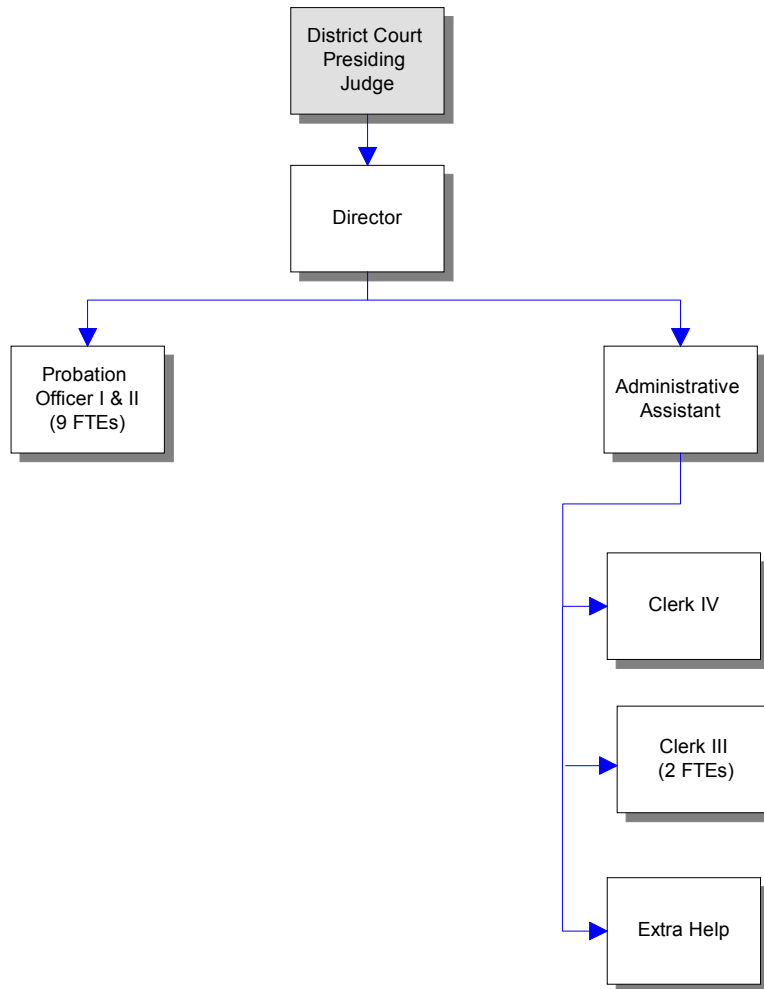 District Court
Presiding
Judge
Director
Probation
Officer I & II
(9 FTEs)
Administrative
Assistant
Clerk IV
Clerk III
(2 FTEs)
Extra Help